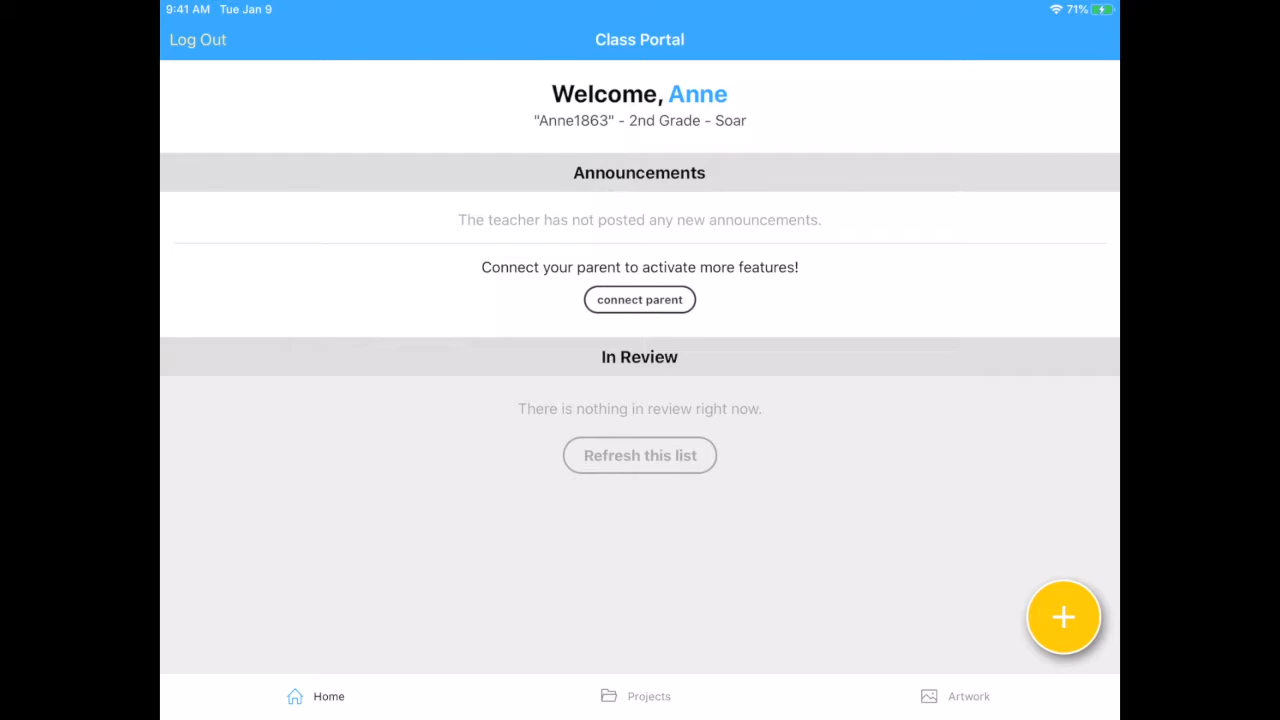 9:41 AM Tue Jan 9
71%
Log Out
Class Portal
Welcome, Anne
"Anne1863" - 2nd Grade - Soar
Announcements
The teacher has not posted any new announcements.
Connect your parent to activate more features!
connect parent
In Review
There is nothing in review right now.
Refresh this list
Home
Projects
Artwork